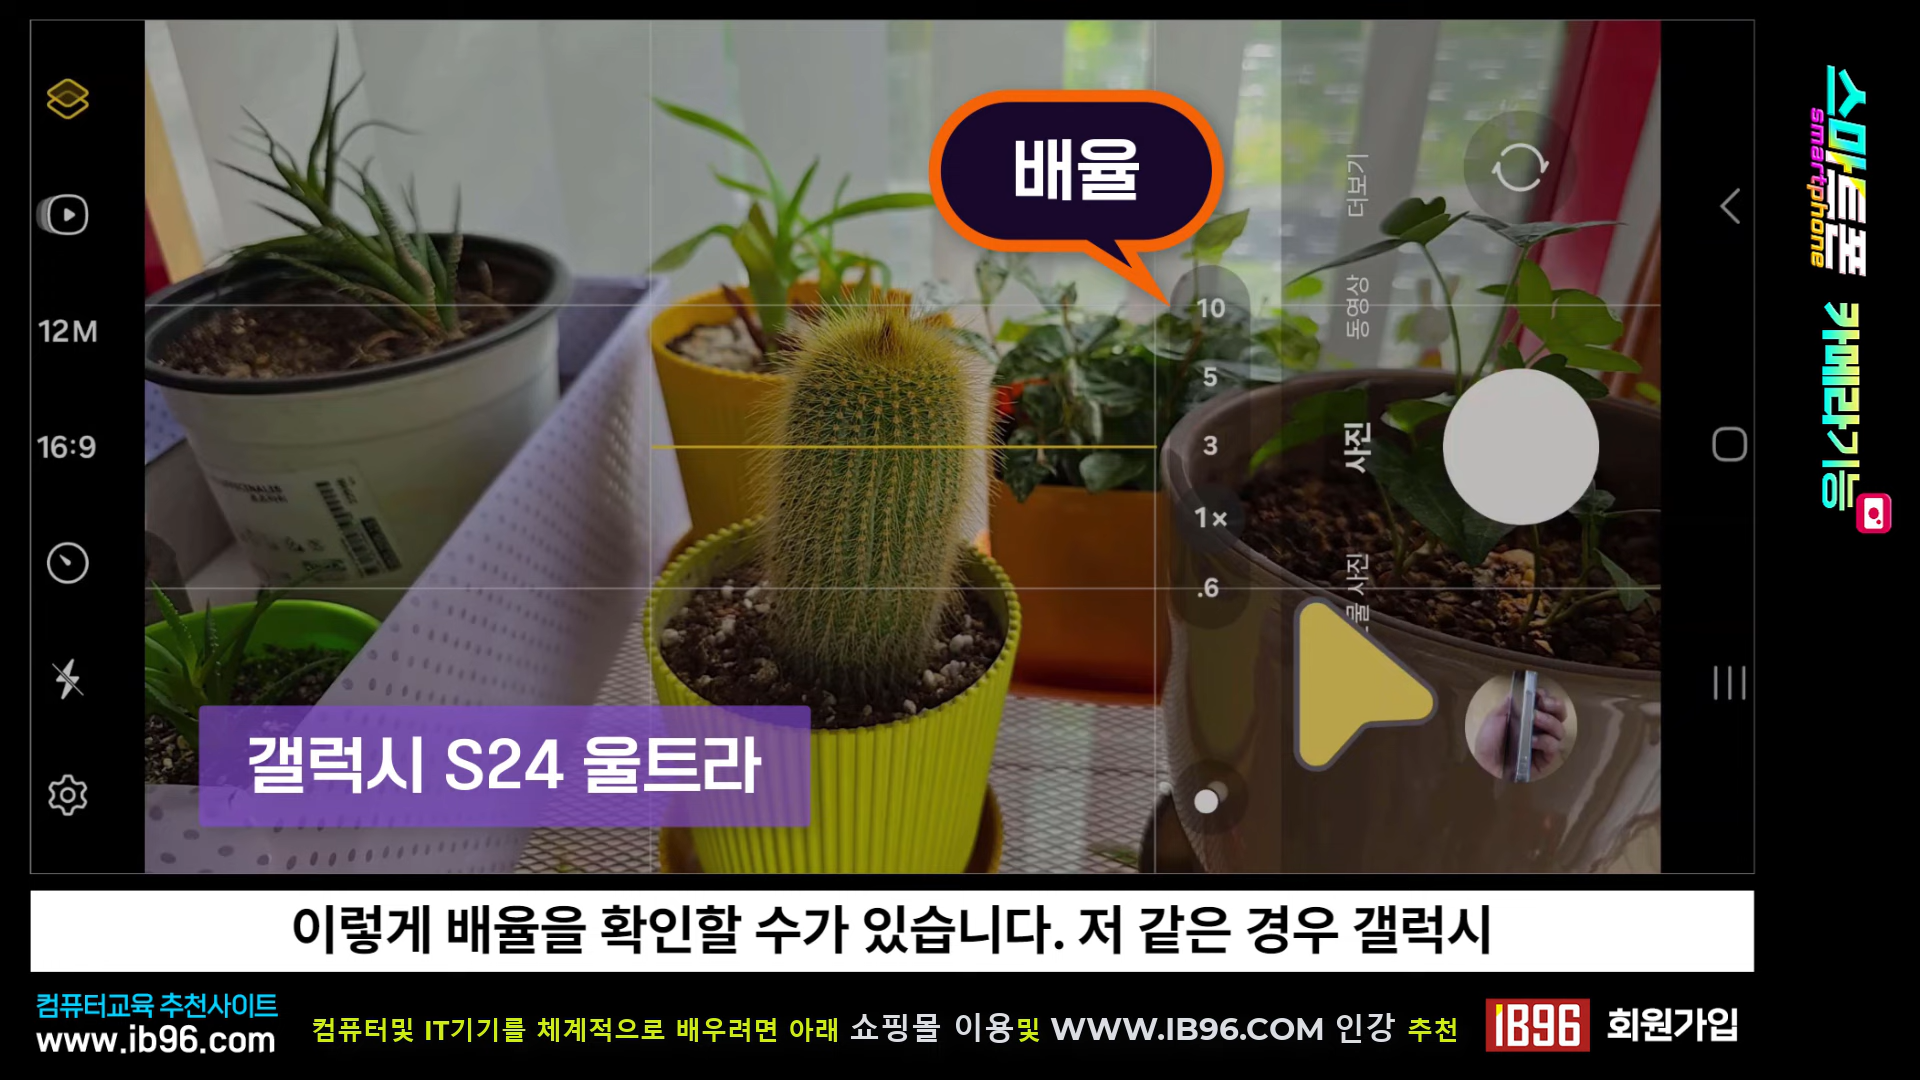 배율
10
5
3
1×
.6
12M
16:9
더보기
동영상
사진
사진
갤럭시 S24 울트라
이렇게 배율을 확인할 수가 있습니다. 저 같은 경우 갤럭시
컴퓨터교육 추천사이트
www.ib96.com
컴퓨터및 IT기기를 체계적으로 배우려면 아래 쇼핑몰 이용및 WWW.IB96.COM 인강 추천
IB96 회원가입
스마트폰
smartphone
카메라기능